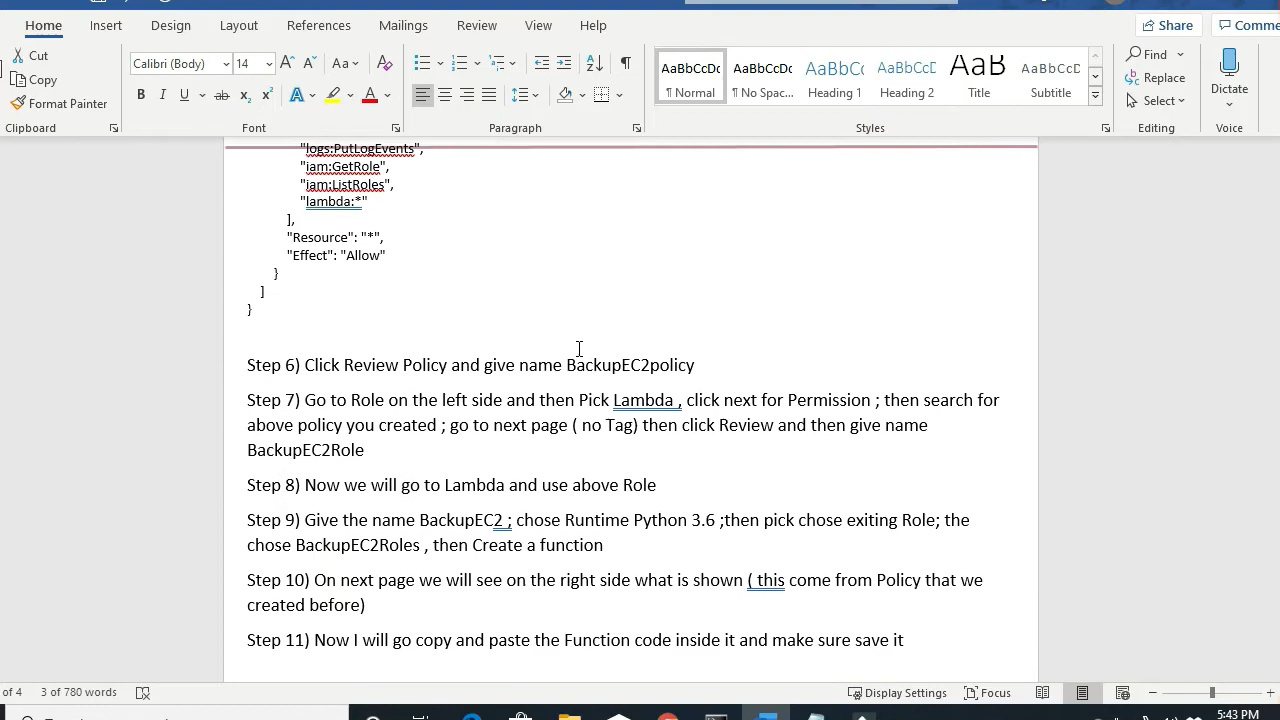 Home Insert Design Layout References Mailings Review View Help Share Comme
Cut
Copy
Format Painter
Calibri (Body) 14 Aa
AaBbCcDc AaBbCcDc AaBbCc AaBbCcD AaB AaBbCcD
¶ Normal ¶ No Spac... Heading 1 Heading 2 Title Subtitle
Find
Replace
Select
Dictate
Clipboard Font Paragraph Styles Editing Voice
"logs:PutLogEvents",
"iam:GetRole",
"iam:ListRoles",
"lambda:*"
],
"Resource": "*",
"Effect": "Allow"
}
]
}
Step 6) Click Review Policy and give name BackupEC2policy
Step 7) Go to Role on the left side and then Pick Lambda , click next for Permission ; then search for
above policy you created ; go to next page ( no Tag) then click Review and then give name
BackupEC2Role
Step 8) Now we will go to Lambda and use above Role
Step 9) Give the name BackupEC2 ; chose Runtime Python 3.6 ;then pick chose exiting Role; the
chose BackupEC2Roles , then Create a function
Step 10) On next page we will see on the right side what is shown ( this come from Policy that we
created before)
Step 11) Now I will go copy and paste the Function code inside it and make sure save it
of 4 3 of 780 words Display Settings Focus
5:43 PM